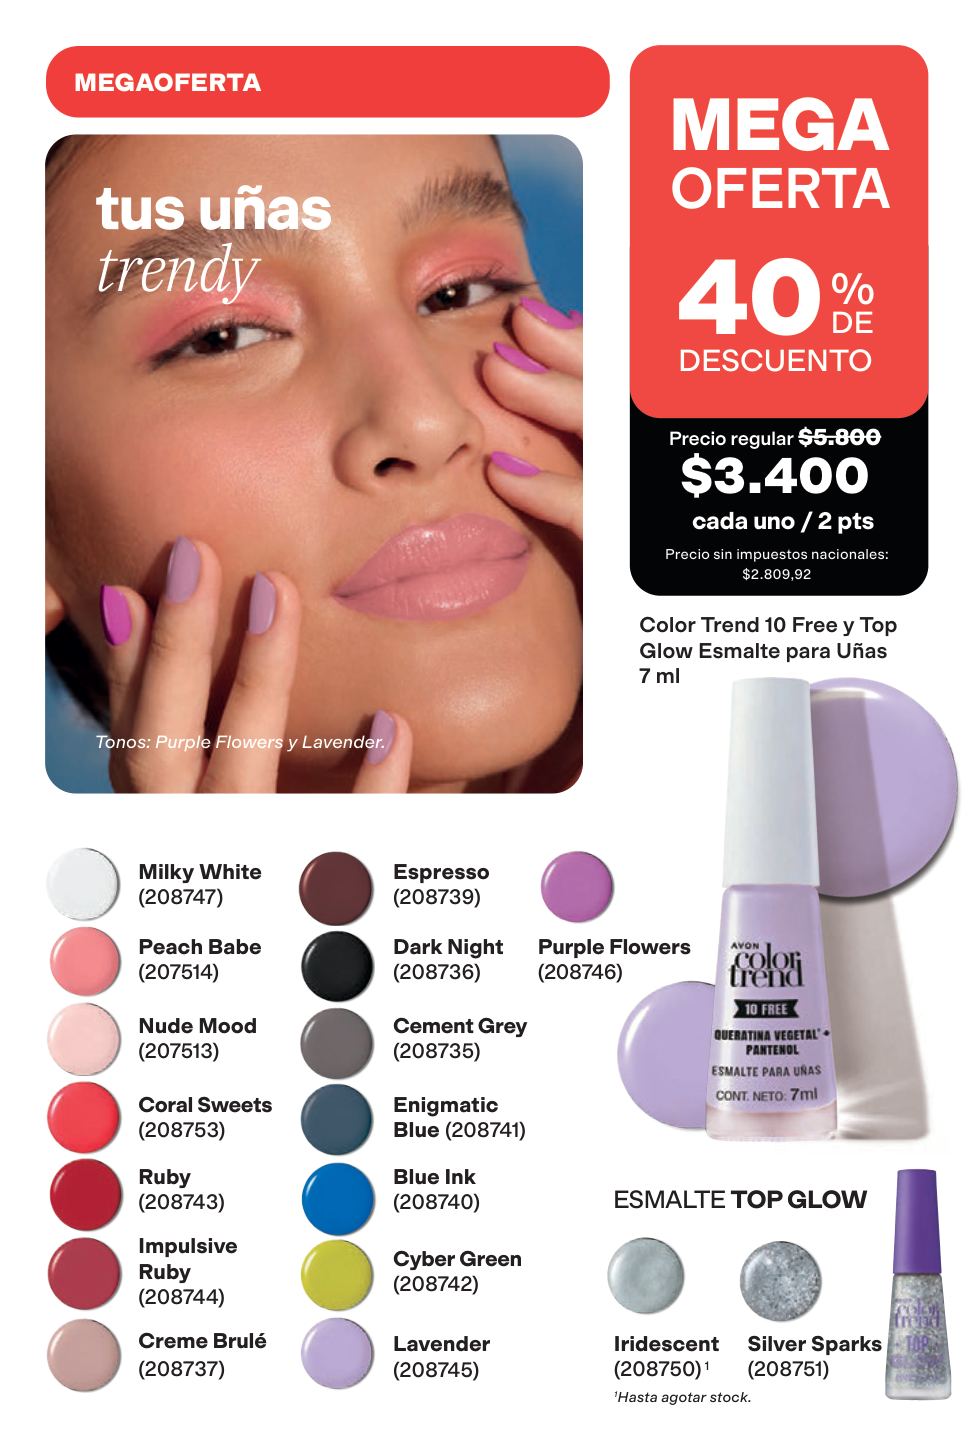 MEGAOFERTA
tus uñas
trendy
Tonos: Purple Flowers y Lavender.
MEGA
OFERTA
40%
DE
DESCUENTO
Precio regular $5.800
$3.400
cada uno / 2 pts
Precio sin impuestos nacionales:
$2.809,92
Color Trend 10 Free y Top
Glow Esmalte para Uñas
7 ml
AVON
color
trend
10 FREE
QUERATINA VEGETAL+
PANTENOL
ESMALTE PARA UÑAS
CONT. NETO: 7ml
Milky White
(208747)
Peach Babe
(207514)
Nude Mood
(207513)
Coral Sweets
(208753)
Ruby
(208743)
Impulsive
Ruby
(208744)
Creme Brulé
(208737)
Espresso
(208739)
Dark Night
(208736)
Cement Grey
(208735)
Enigmatic
Blue (208741)
Blue Ink
(208740)
Cyber Green
(208742)
Lavender
(208745)
Purple Flowers
(208746)
ESMALTE TOP GLOW
Iridescent
(208750)¹
Silver Sparks
(208751)
¹Hasta agotar stock.
color
trend
TOP